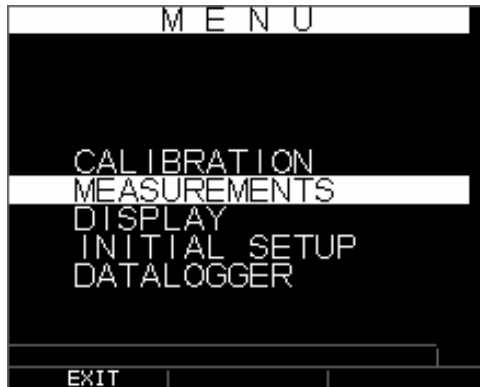 MENU
CALIBRATION
MEASUREMENTS
DISPLAY
INITIAL SETUP
DATALOGGER
EXIT